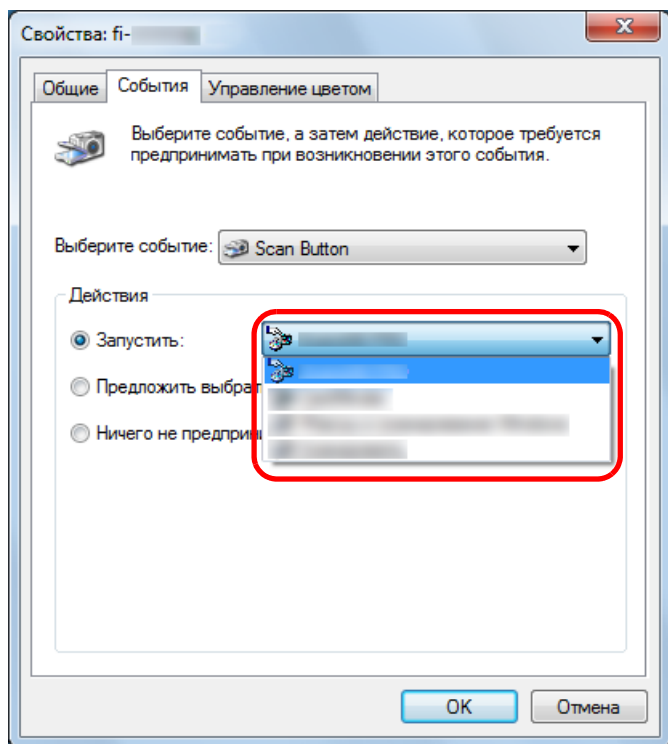 Свойства: fi-
Общие
События
Управление цветом
Выберите событие, а затем действие, которое требуется
предпринимать при возникновении этого события.
Выберите событие:
Scan Button
Действия
Запустить:
Предложить выбрат
Ничего не
OK
Отмена